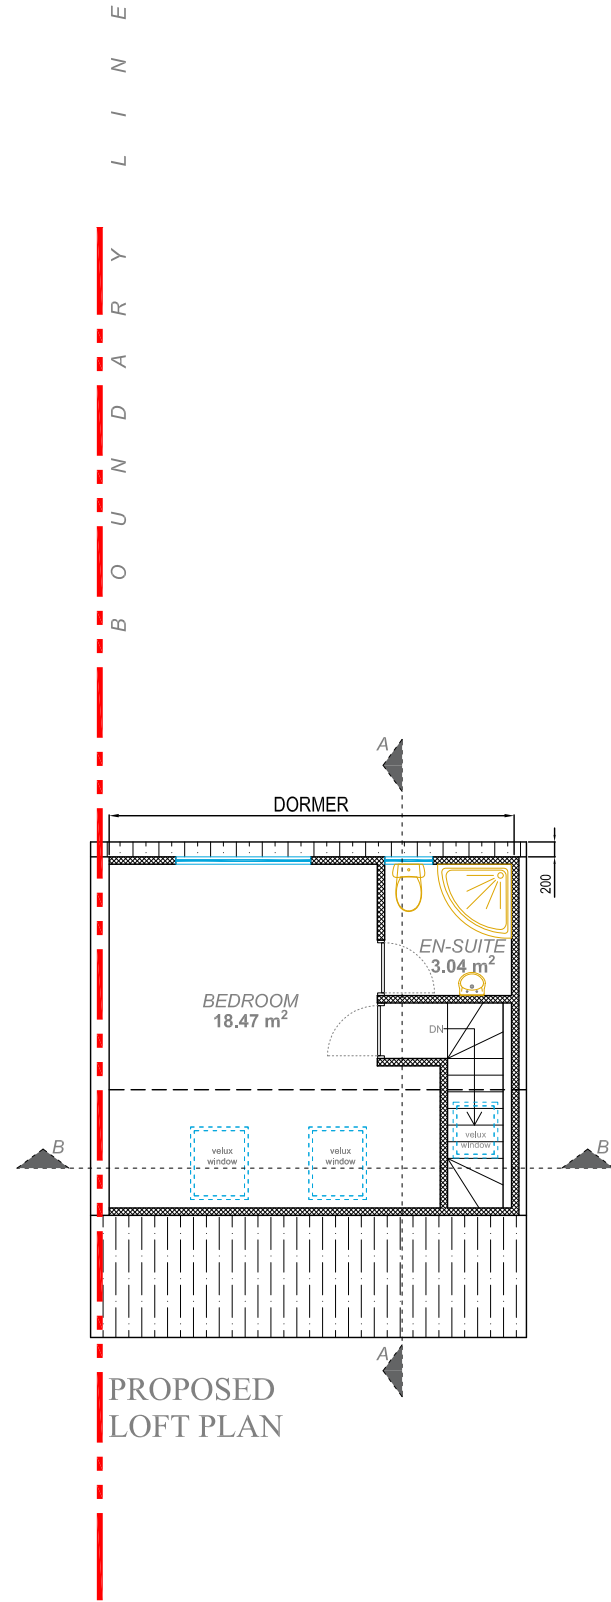 BOUNDARY LINE
A
DORMER
200
EN-SUITE
3.04 m²
BEDROOM
18.47 m²
DN
velux
window
velux
window
velux
window
B
B
A
PROPOSED
LOFT PLAN